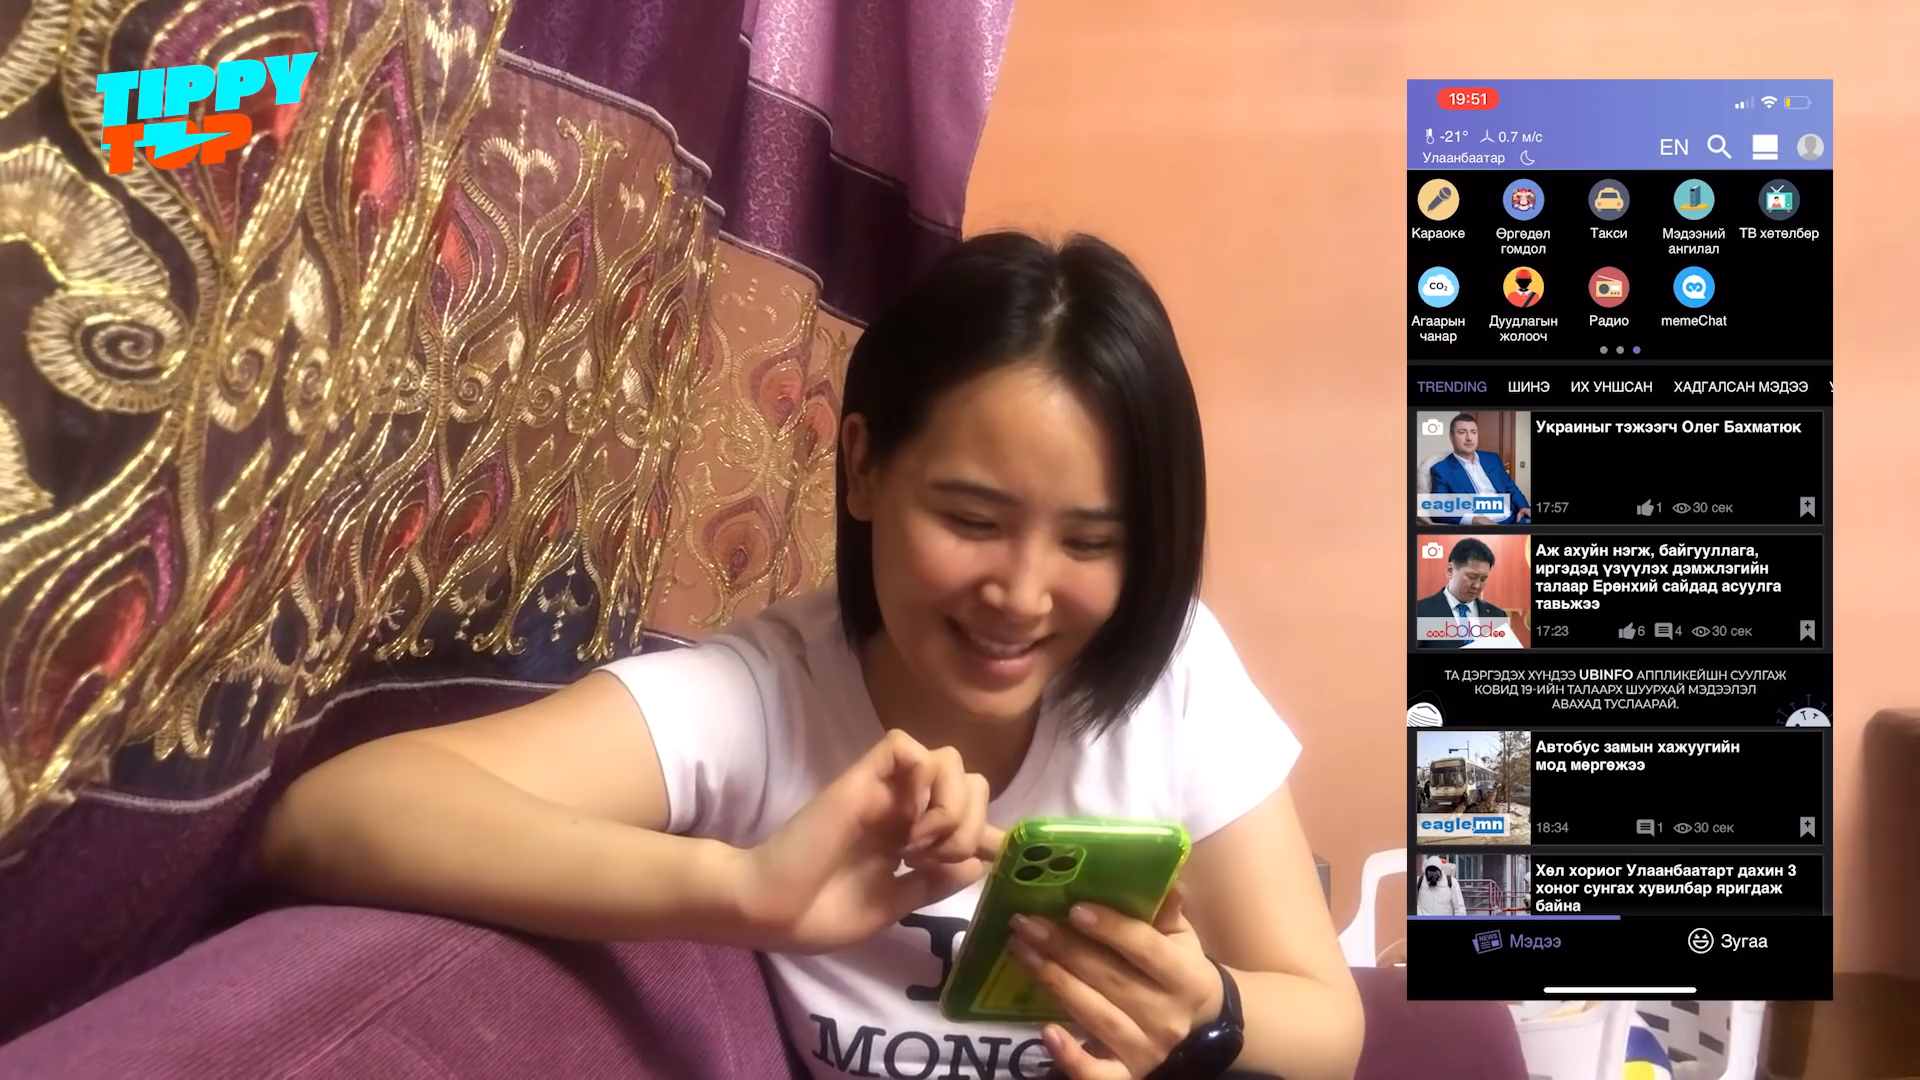 TIPPY
TOP
I
MONG
19:51
-21° 0.7 м/с
Улаанбаатар
EN
Караоке
Өргөдөл
гомдол
Такси
Мэдээний
ангилал
ТВ хөтөлбөр
CO₂
Агаарын
чанар
Дуудлагын
жолооч
Радио
memeChat
TRENDING ШИНЭ ИХ УНШСАН ХАДГАЛСАН МЭДЭЭ
Украиныг тэжээгч Олег Бахматюк
eagle.mn
17:57 1 30 сек
Аж ахуйн нэгж, байгууллага,
иргэдэд үзүүлэх дэмжлэгийн
талаар Ерөнхий сайдад асуулга
тавьжээ
www.bolod.mn
17:23 6 4 30 сек
ТА ДЭРГЭДЭХ ХҮНДЭЭ UBINFO АППЛИКЕЙШН СУУЛГАЖ
КОВИД 19-ИЙН ТАЛААРХ ШУУРХАЙ МЭДЭЭЛЭЛ
АВАХАД ТУСЛААРАЙ.
Автобус замын хажуугийн
мод мөргөжээ
eagle.mn
18:34 1 30 сек
Хөл хориог Улаанбаатарт дахин 3
хоног сунгах хувилбар яригдаж
байна
NEWS Мэдээ
Зугаа